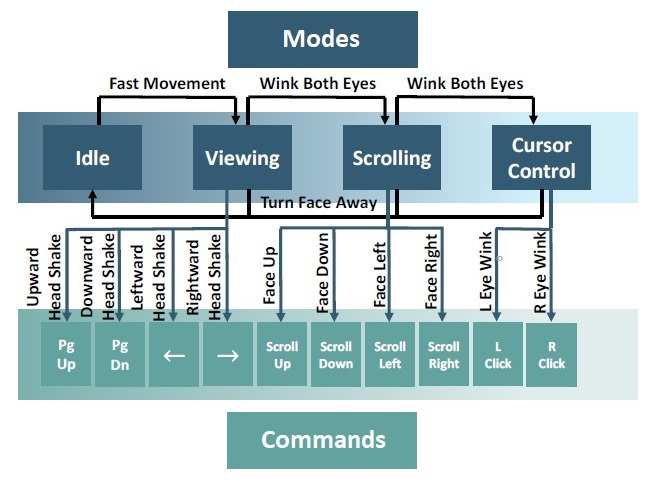 Modes
Fast Movement
Wink Both Eyes
Wink Both Eyes
Idle
Viewing
Scrolling
Cursor
Control
Turn Face Away
Upward
Head Shake
Downward
Head Shake
Leftward
Head Shake
Rightward
Head Shake
Face Up
Face Down
Face Left
Face Right
L Eye Wink
R Eye Wink
Pg
Up
Pg
Dn
←
→
Scroll
Up
Scroll
Down
Scroll
Left
Scroll
Right
L
Click
R
Click
Commands